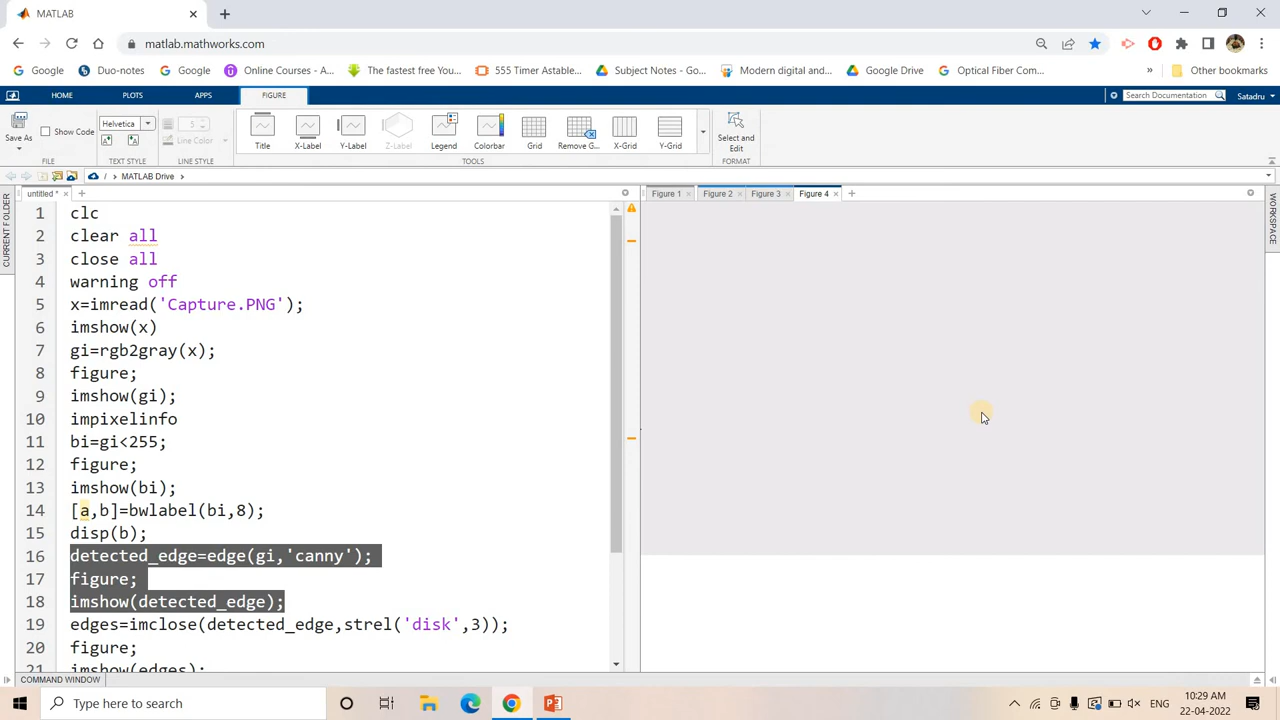 MATLAB
matlab.mathworks.com
Google
Duo-notes
Google
Online Courses - A...
The fastest free You...
555 Timer Astable...
Subject Notes - Go...
Modern digital and...
Google Drive
Optical Fiber Com...
»
Other bookmarks
HOME
PLOTS
APPS
FIGURE
Search Documentation
Satadru
Save As
Show Code
Helvetica
5
Line Color
Title
X-Label
Y-Label
Z-Label
Legend
Colorbar
Grid
Remove G...
X-Grid
Y-Grid
Select and
Edit
FILE
TEXT STYLE
LINE STYLE
TOOLS
FORMAT
/ › MATLAB Drive ›
CURRENT FOLDER
untitled *
Figure 1
Figure 2
Figure 3
Figure 4
WORKSPACE
1 clc
2 clear all
3 close all
4 warning off
5 x=imread('Capture.PNG');
6 imshow(x)
7 gi=rgb2gray(x);
8 figure;
9 imshow(gi);
10 impixelinfo
11 bi=gi<255;
12 figure;
13 imshow(bi);
14 [a,b]=bwlabel(bi,8);
15 disp(b);
16 detected_edge=edge(gi,'canny');
17 figure;
18 imshow(detected_edge);
19 edges=imclose(detected_edge,strel('disk',3));
20 figure;
21 imshow(edges);
COMMAND WINDOW
Type here to search
ENG
10:29 AM
22-04-2022